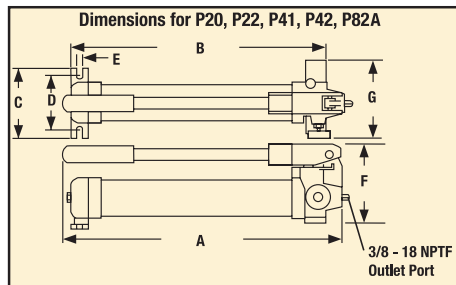 Dimensions for P20, P22, P41, P42, P82A
B
E
C
D
G
F
A
3/8 - 18 NPTF
Outlet Port